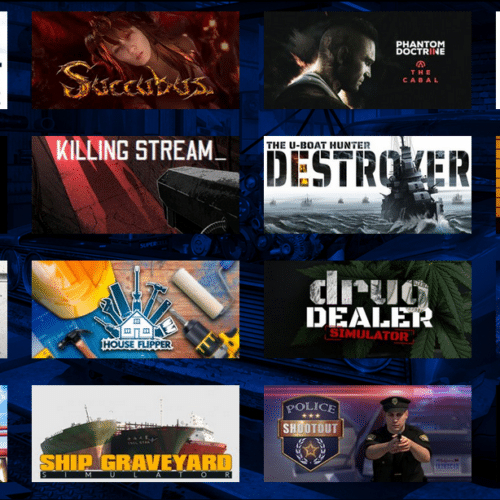 Succubus
PHANTOM
DOCTRINE
THE
CABAL
KILLING STREAM_
THE U-BOAT HUNTER
DESTROYER
HOUSE FLIPPER
drug
DEALER
SIMULATOR
SHIP GRAVEYARD
SIMULATOR
POLICE
SHOOTOUT